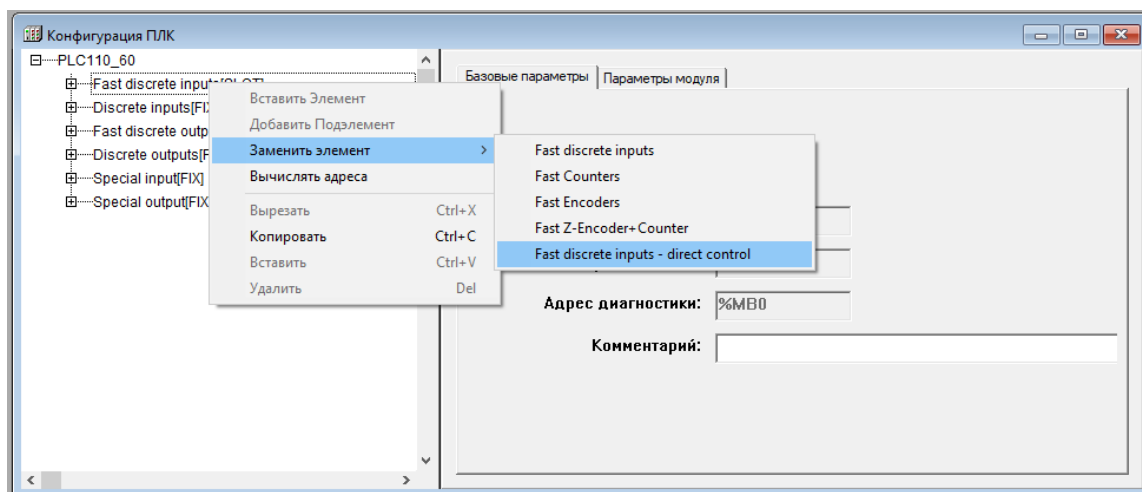 Конфигурация ПЛК
PLC110_60
Fast discrete inputs[SLOT]
Discrete inputs[FI
Fast discrete outp
Discrete outputs[F
Special input[FIX]
Special output[FIX
Вставить Элемент
Добавить Подэлемент
Заменить элемент
Вычислять адреса
Вырезать Ctrl+X
Копировать Ctrl+C
Вставить Ctrl+V
Удалить Del
Fast discrete inputs
Fast Counters
Fast Encoders
Fast Z-Encoder+Counter
Fast discrete inputs - direct control
Базовые параметры Параметры модуля
Адрес диагностики: %MB0
Комментарий: